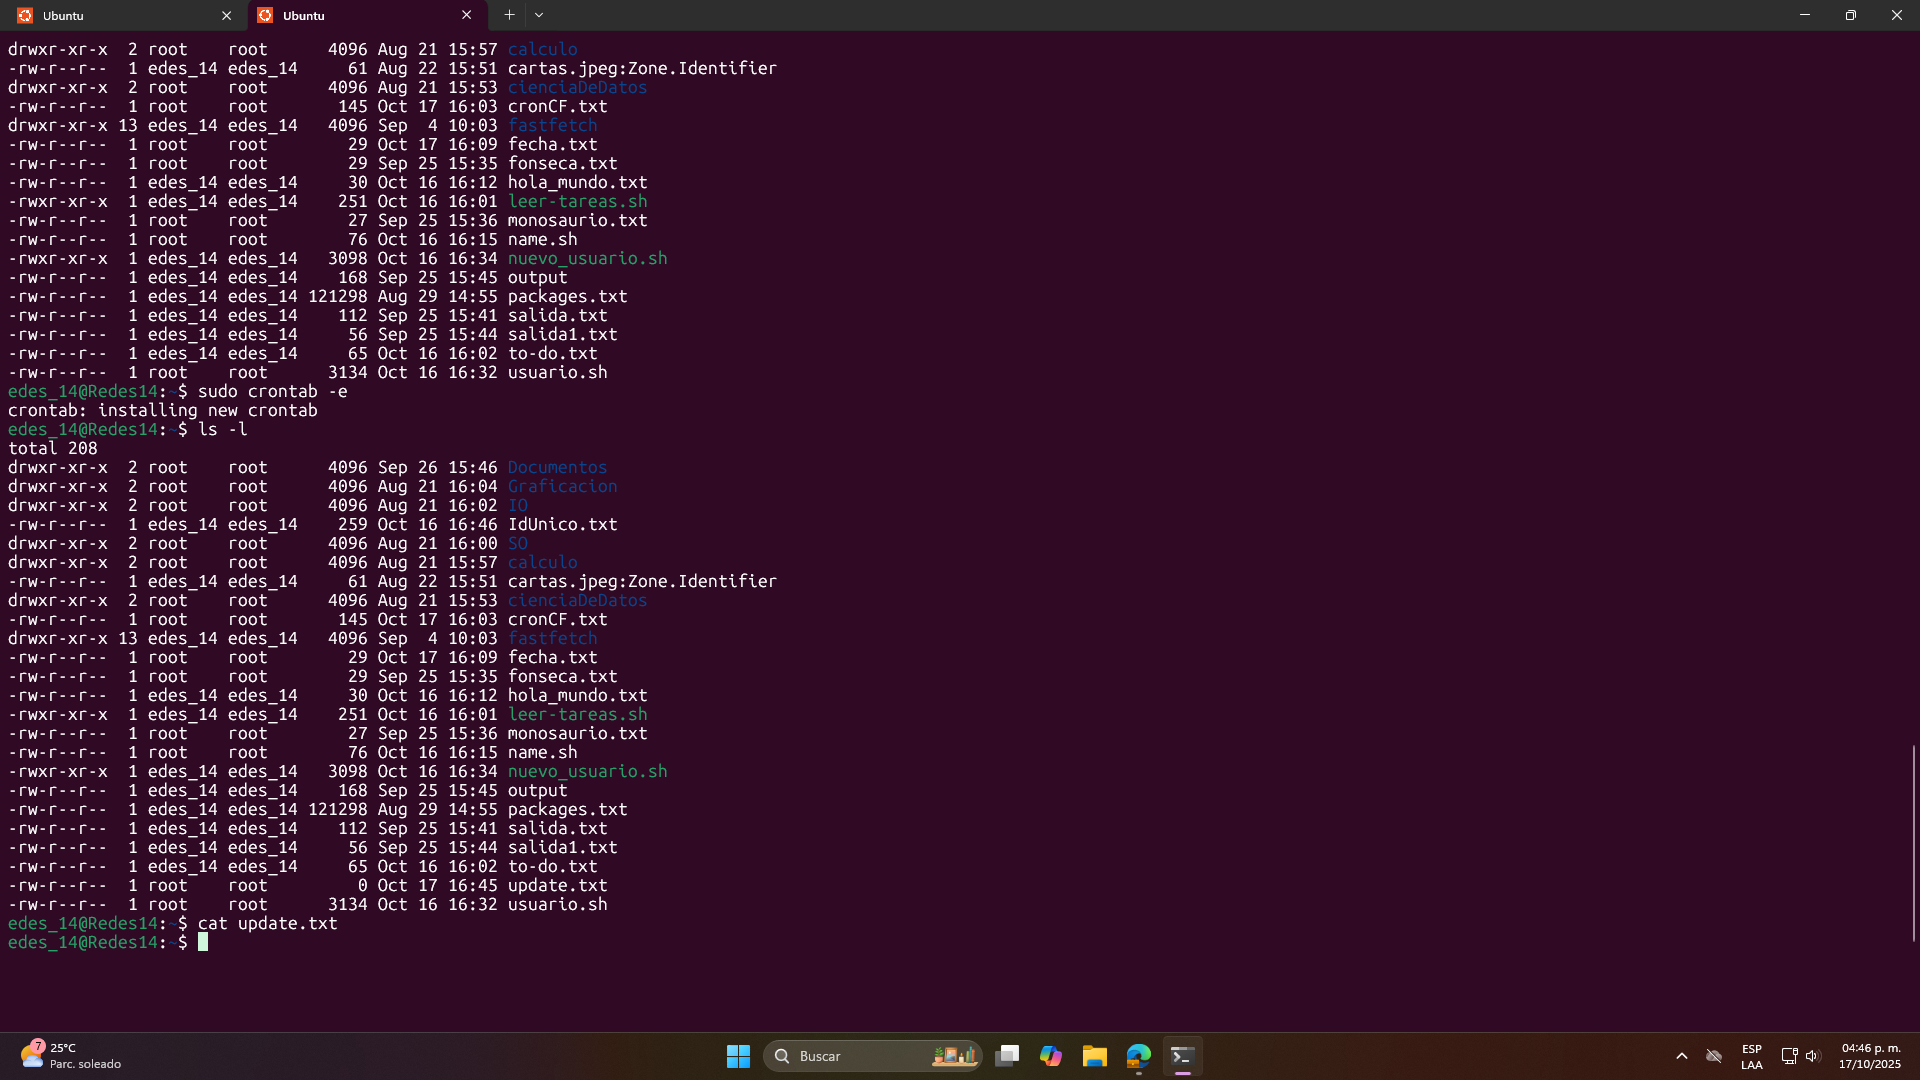 Ubuntu
Ubuntu
drwxr-xr-x  2 root    root      4096 Aug 21 15:57 calculo
-rw-r--r--  1 edes_14 edes_14     61 Aug 22 15:51 cartas.jpeg:Zone.Identifier
drwxr-xr-x  2 root    root      4096 Aug 21 15:53 cienciaDeDatos
-rw-r--r--  1 root    root       145 Oct 17 16:03 cronCF.txt
drwxr-xr-x 13 edes_14 edes_14   4096 Sep  4 10:03 fastfetch
-rw-r--r--  1 root    root        29 Oct 17 16:09 fecha.txt
-rw-r--r--  1 root    root        29 Sep 25 15:35 fonseca.txt
-rw-r--r--  1 edes_14 edes_14     30 Oct 16 16:12 hola_mundo.txt
-rwxr-xr-x  1 edes_14 edes_14    251 Oct 16 16:01 leer-tareas.sh
-rw-r--r--  1 root    root        27 Sep 25 15:36 monosaurio.txt
-rw-r--r--  1 root    root        76 Oct 16 16:15 name.sh
-rwxr-xr-x  1 edes_14 edes_14   3098 Oct 16 16:34 nuevo_usuario.sh
-rw-r--r--  1 edes_14 edes_14    168 Sep 25 15:45 output
-rw-r--r--  1 edes_14 edes_14 121298 Aug 29 14:55 packages.txt
-rw-r--r--  1 edes_14 edes_14    112 Sep 25 15:41 salida.txt
-rw-r--r--  1 edes_14 edes_14     56 Sep 25 15:44 salida1.txt
-rw-r--r--  1 edes_14 edes_14     65 Oct 16 16:02 to-do.txt
-rw-r--r--  1 root    root      3134 Oct 16 16:32 usuario.sh
edes_14@Redes14:~$ sudo crontab -e
crontab: installing new crontab
edes_14@Redes14:~$ ls -l
total 208
drwxr-xr-x  2 root    root      4096 Sep 26 15:46 Documentos
drwxr-xr-x  2 root    root      4096 Aug 21 16:04 Graficacion
drwxr-xr-x  2 root    root      4096 Aug 21 16:02 IO
-rw-r--r--  1 edes_14 edes_14    259 Oct 16 16:46 IdUnico.txt
drwxr-xr-x  2 root    root      4096 Aug 21 16:00 SO
drwxr-xr-x  2 root    root      4096 Aug 21 15:57 calculo
-rw-r--r--  1 edes_14 edes_14     61 Aug 22 15:51 cartas.jpeg:Zone.Identifier
drwxr-xr-x  2 root    root      4096 Aug 21 15:53 cienciaDeDatos
-rw-r--r--  1 root    root       145 Oct 17 16:03 cronCF.txt
drwxr-xr-x 13 edes_14 edes_14   4096 Sep  4 10:03 fastfetch
-rw-r--r--  1 root    root        29 Oct 17 16:09 fecha.txt
-rw-r--r--  1 root    root        29 Sep 25 15:35 fonseca.txt
-rw-r--r--  1 edes_14 edes_14     30 Oct 16 16:12 hola_mundo.txt
-rwxr-xr-x  1 edes_14 edes_14    251 Oct 16 16:01 leer-tareas.sh
-rw-r--r--  1 root    root        27 Sep 25 15:36 monosaurio.txt
-rw-r--r--  1 root    root        76 Oct 16 16:15 name.sh
-rwxr-xr-x  1 edes_14 edes_14   3098 Oct 16 16:34 nuevo_usuario.sh
-rw-r--r--  1 edes_14 edes_14    168 Sep 25 15:45 output
-rw-r--r--  1 edes_14 edes_14 121298 Aug 29 14:55 packages.txt
-rw-r--r--  1 edes_14 edes_14    112 Sep 25 15:41 salida.txt
-rw-r--r--  1 edes_14 edes_14     56 Sep 25 15:44 salida1.txt
-rw-r--r--  1 edes_14 edes_14     65 Oct 16 16:02 to-do.txt
-rw-r--r--  1 root    root         0 Oct 17 16:45 update.txt
-rw-r--r--  1 root    root      3134 Oct 16 16:32 usuario.sh
edes_14@Redes14:~$ cat update.txt
edes_14@Redes14:~$
7
25°C
Parc. soleado
Buscar
ESP
LAA
04:46 p. m.
17/10/2025